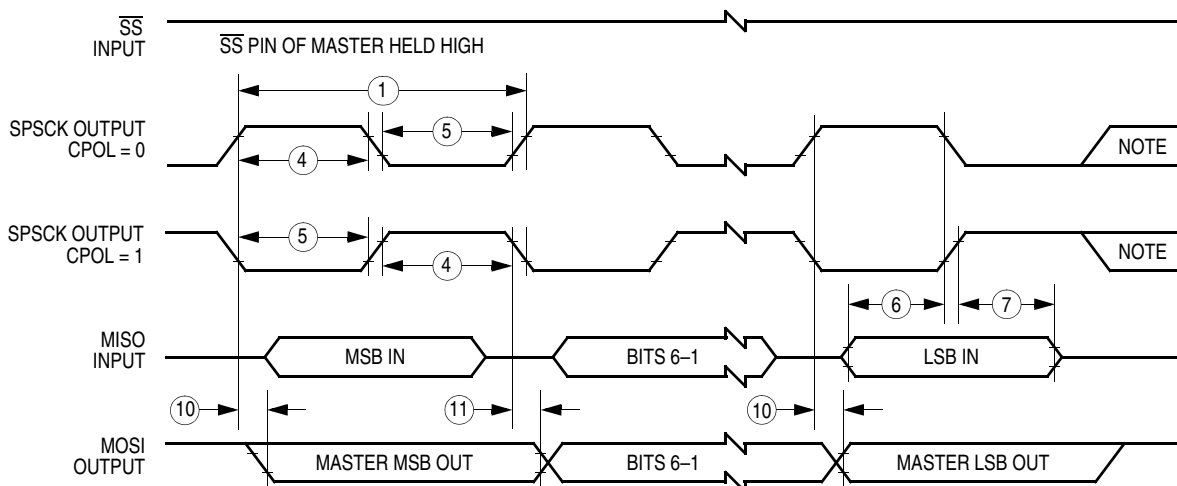 SS
INPUT
SS PIN OF MASTER HELD HIGH
1
SPSCK OUTPUT
CPOL = 0
5
4
NOTE
SPSCK OUTPUT
CPOL = 1
5
4
NOTE
6
7
MISO
INPUT
MSB IN
BITS 6–1
LSB IN
10
11
10
MOSI
OUTPUT
MASTER MSB OUT
BITS 6–1
MASTER LSB OUT